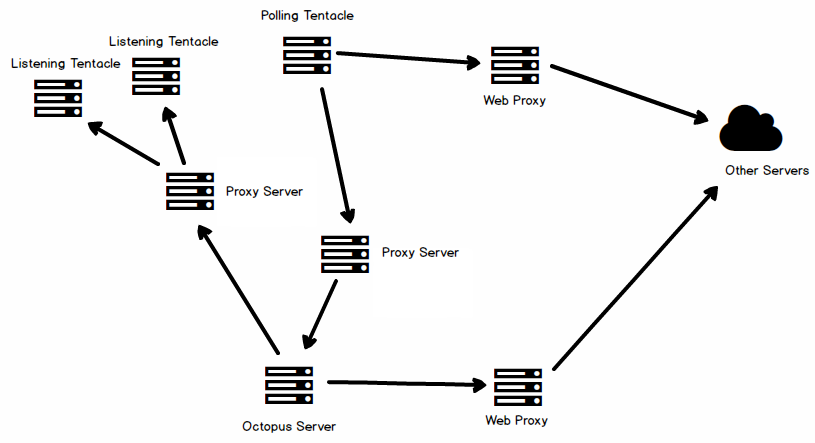 Polling Tentacle
Listening Tentacle
Listening Tentacle
Web Proxy
Other Servers
Proxy Server
Proxy Server
Octopus Server
Web Proxy